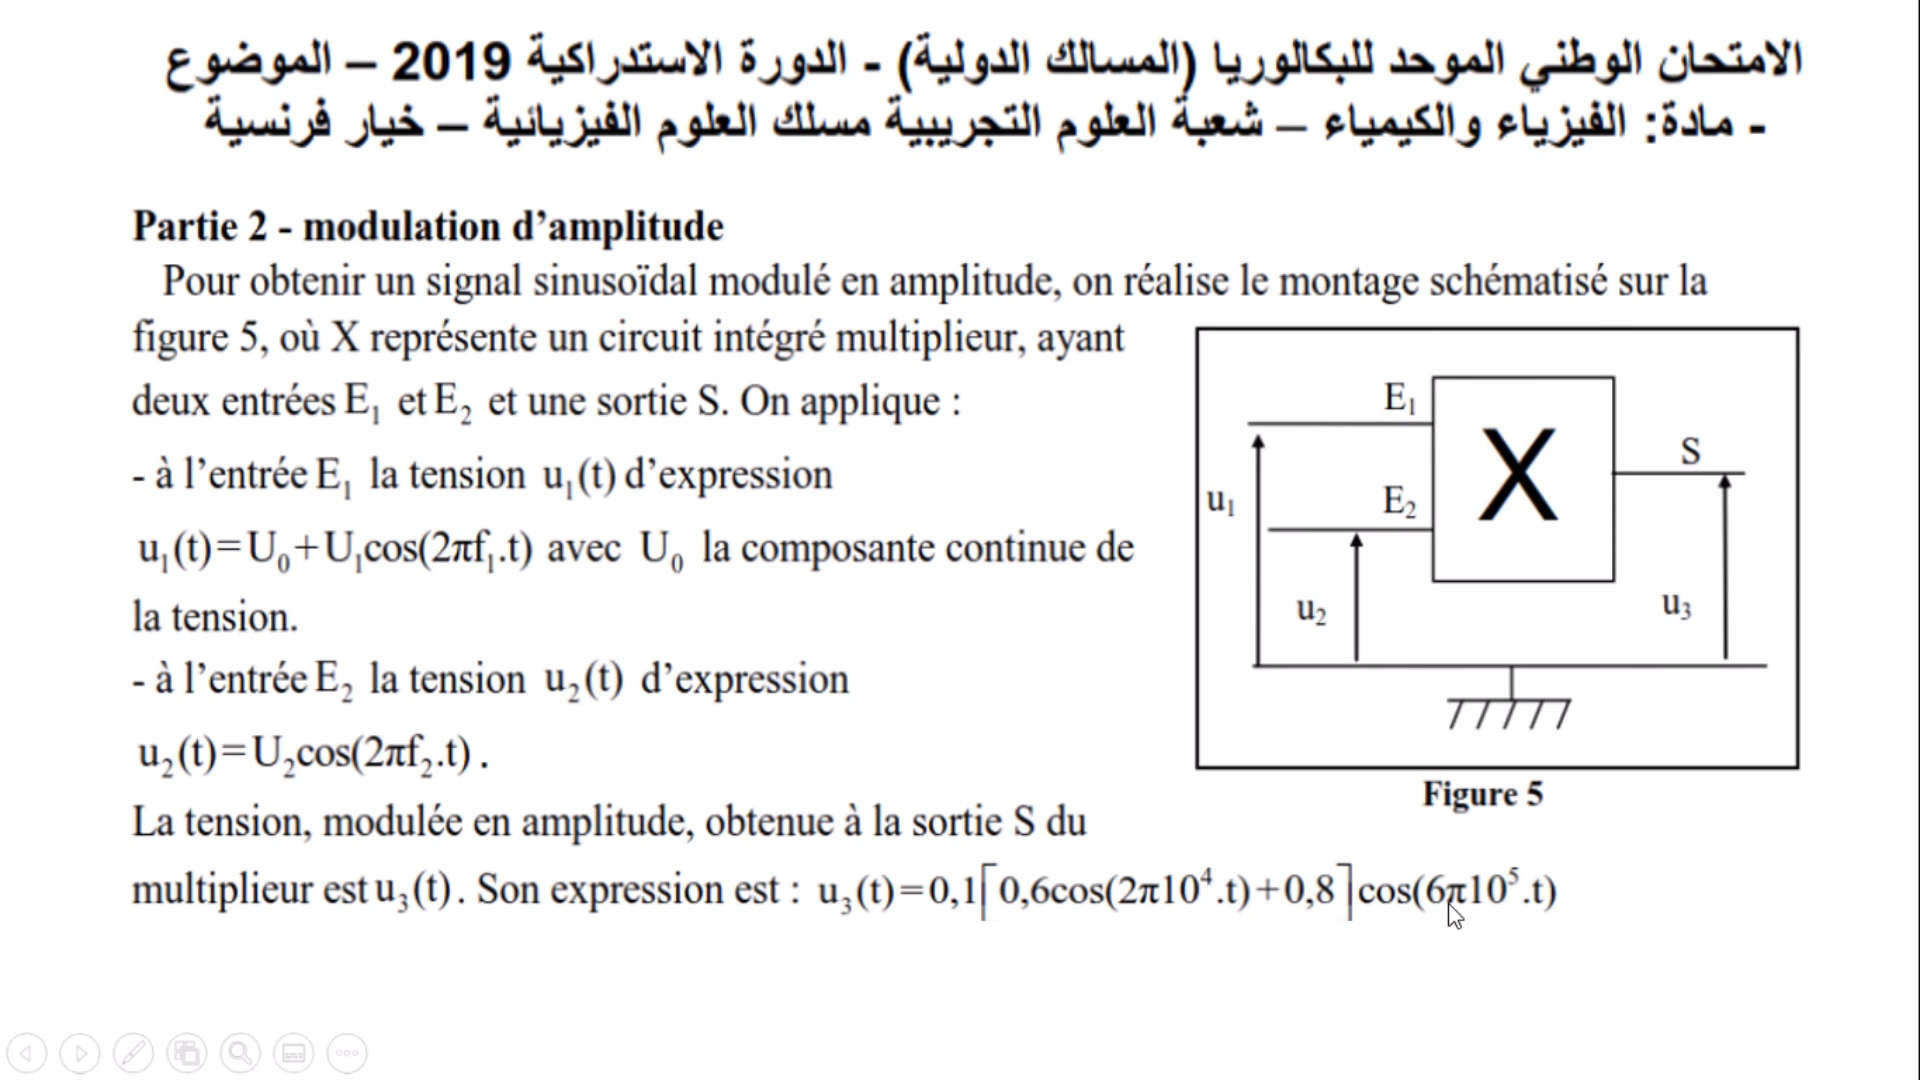 الامتحان الوطني الموحد للبكالوريا (المسالك الدولية) - الدورة الاستدراكية 2019 – الموضوع
- مادة: الفيزياء والكيمياء – شعبة العلوم التجريبية مسلك العلوم الفيزيائية – خيار فرنسية
Partie 2 - modulation d’amplitude
Pour obtenir un signal sinusoïdal modulé en amplitude, on réalise le montage schématisé sur la
figure 5, où X représente un circuit intégré multiplieur, ayant
deux entrées E₁ et E₂ et une sortie S. On applique :
- à l’entrée E₁ la tension u₁(t) d’expression
u₁(t)=U₀+U₁cos(2πf₁.t) avec U₀ la composante continue de
la tension.
- à l’entrée E₂ la tension u₂(t) d’expression
u₂(t)=U₂cos(2πf₂.t).
La tension, modulée en amplitude, obtenue à la sortie S du
multiplieur est u₃(t). Son expression est : u₃(t)=0,1[0,6cos(2π10⁴.t)+0,8]cos(6π10⁵.t)
E₁
X
S
u₁
E₂
u₂
u₃
Figure 5